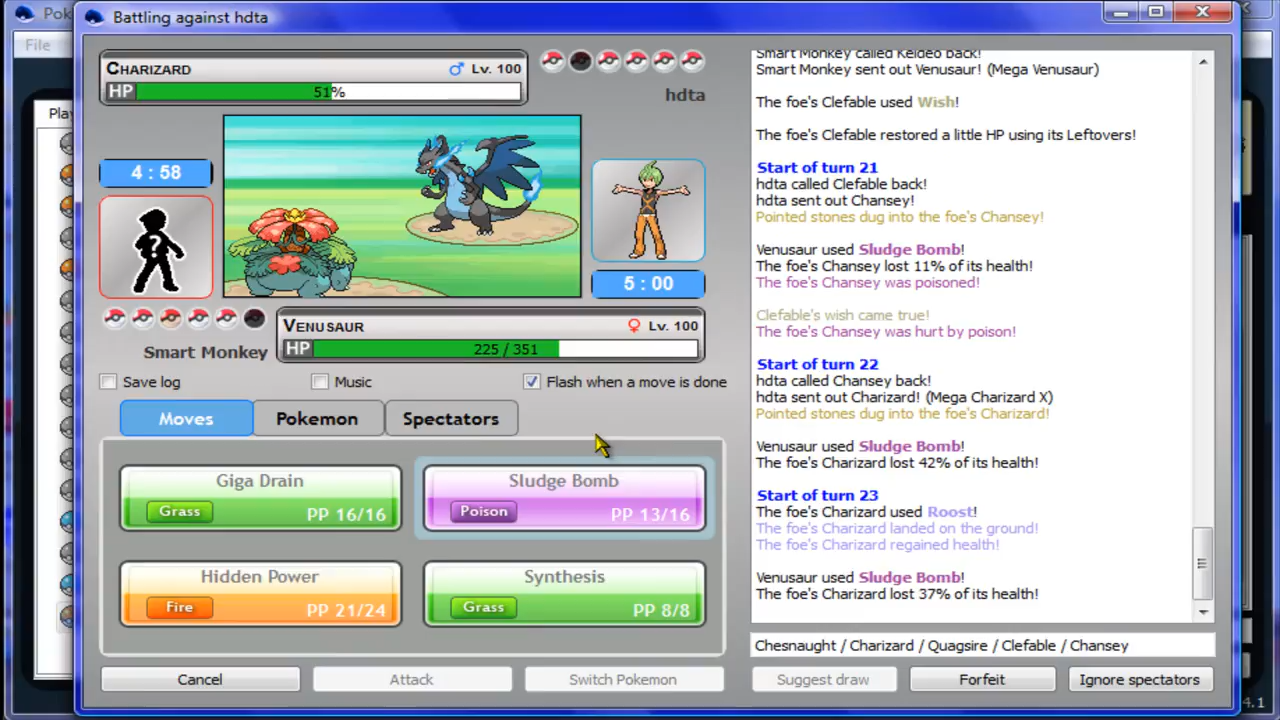 Pok
Battling against hdta
File
Play
CHARIZARD ♂ Lv. 100
HP 51%
hdta
4:58
5:00
VENUSAUR ♀ Lv. 100
HP 225 / 351
Smart Monkey
Save log
Music
Flash when a move is done
Moves
Pokemon
Spectators
Giga Drain
Grass PP 16/16
Sludge Bomb
Poison PP 13/16
Hidden Power
Fire PP 21/24
Synthesis
Grass PP 8/8
Cancel
Attack
Switch Pokemon
Smart Monkey called Keldeo back!
Smart Monkey sent out Venusaur! (Mega Venusaur)
The foe's Clefable used Wish!
The foe's Clefable restored a little HP using its Leftovers!
Start of turn 21
hdta called Clefable back!
hdta sent out Chansey!
Pointed stones dug into the foe's Chansey!
Venusaur used Sludge Bomb!
The foe's Chansey lost 11% of its health!
The foe's Chansey was poisoned!
Clefable's wish came true!
The foe's Chansey was hurt by poison!
Start of turn 22
hdta called Chansey back!
hdta sent out Charizard! (Mega Charizard X)
Pointed stones dug into the foe's Charizard!
Venusaur used Sludge Bomb!
The foe's Charizard lost 42% of its health!
Start of turn 23
The foe's Charizard used Roost!
The foe's Charizard landed on the ground!
The foe's Charizard regained health!
Venusaur used Sludge Bomb!
The foe's Charizard lost 37% of its health!
Chesnaught / Charizard / Quagsire / Clefable / Chansey
Suggest draw
Forfeit
Ignore spectators
4.1